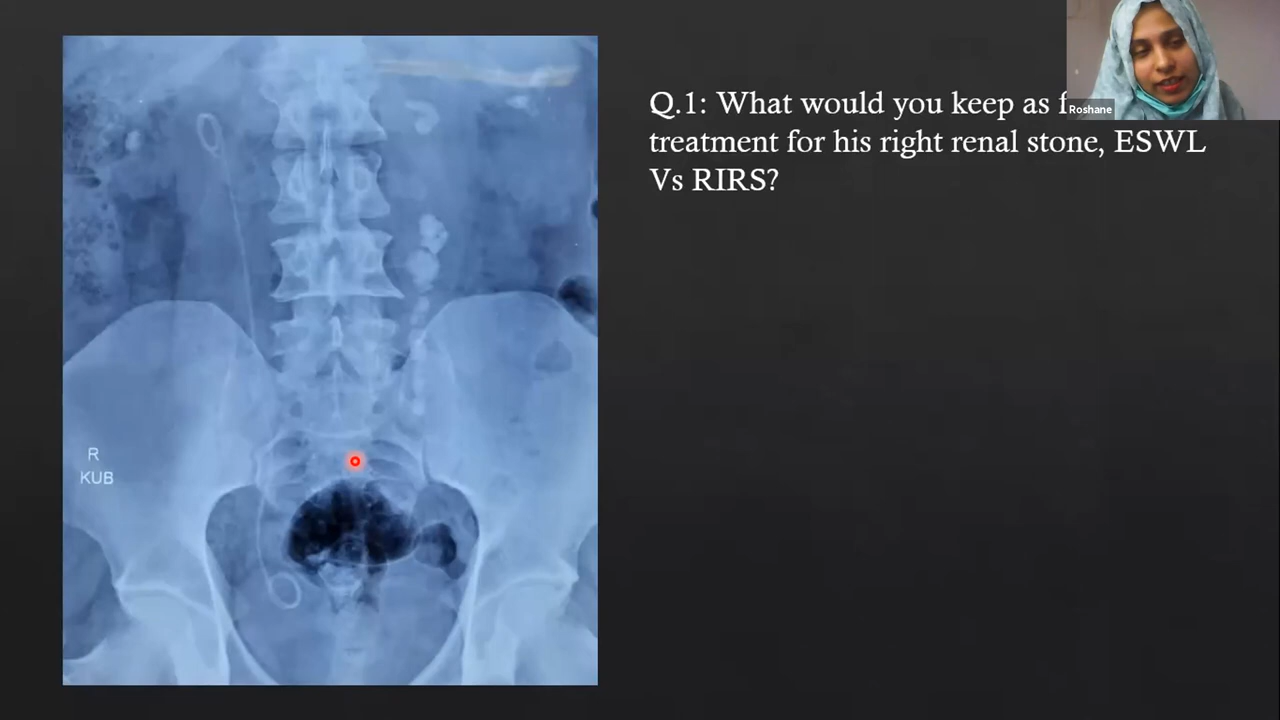 Q.1: What would you keep as
treatment for his right renal stone, ESWL
Vs RIRS?
Roshane
R
KUB